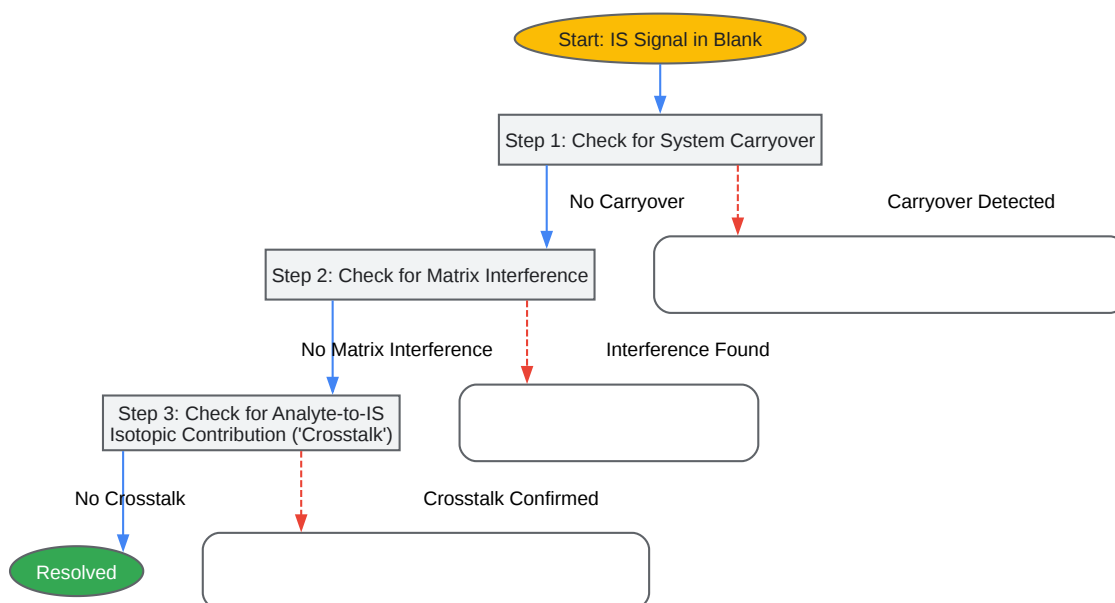 Start: IS Signal in Blank
Step 1: Check for System Carryover
No Carryover
Carryover Detected
Step 2: Check for Matrix Interference
No Matrix Interference
Interference Found
Step 3: Check for Analyte-to-IS
Isotopic Contribution ('Crosstalk')
No Crosstalk
Crosstalk Confirmed
Resolved